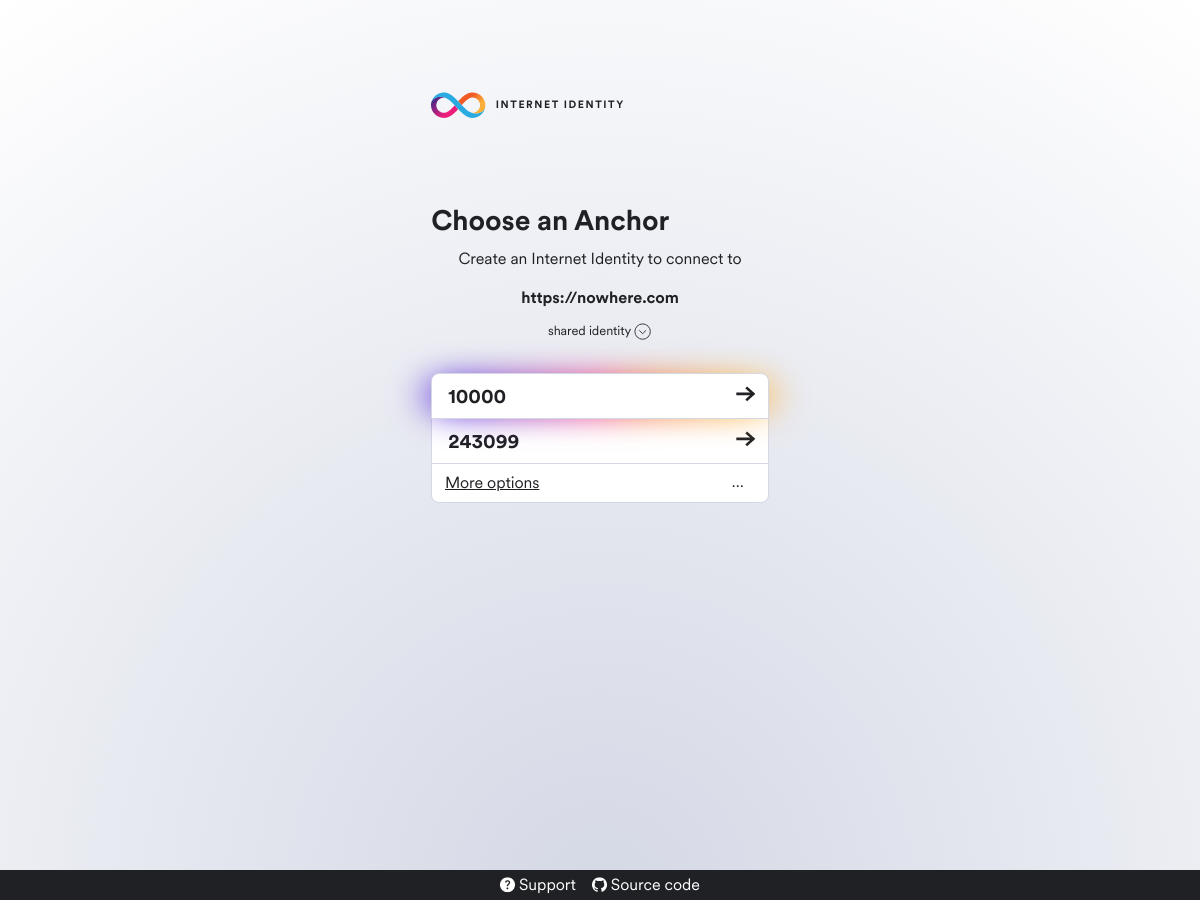 INTERNET IDENTITY
Choose an Anchor
Create an Internet Identity to connect to
https://nowhere.com
shared identity
10000
243099
More options ...
Support Source code